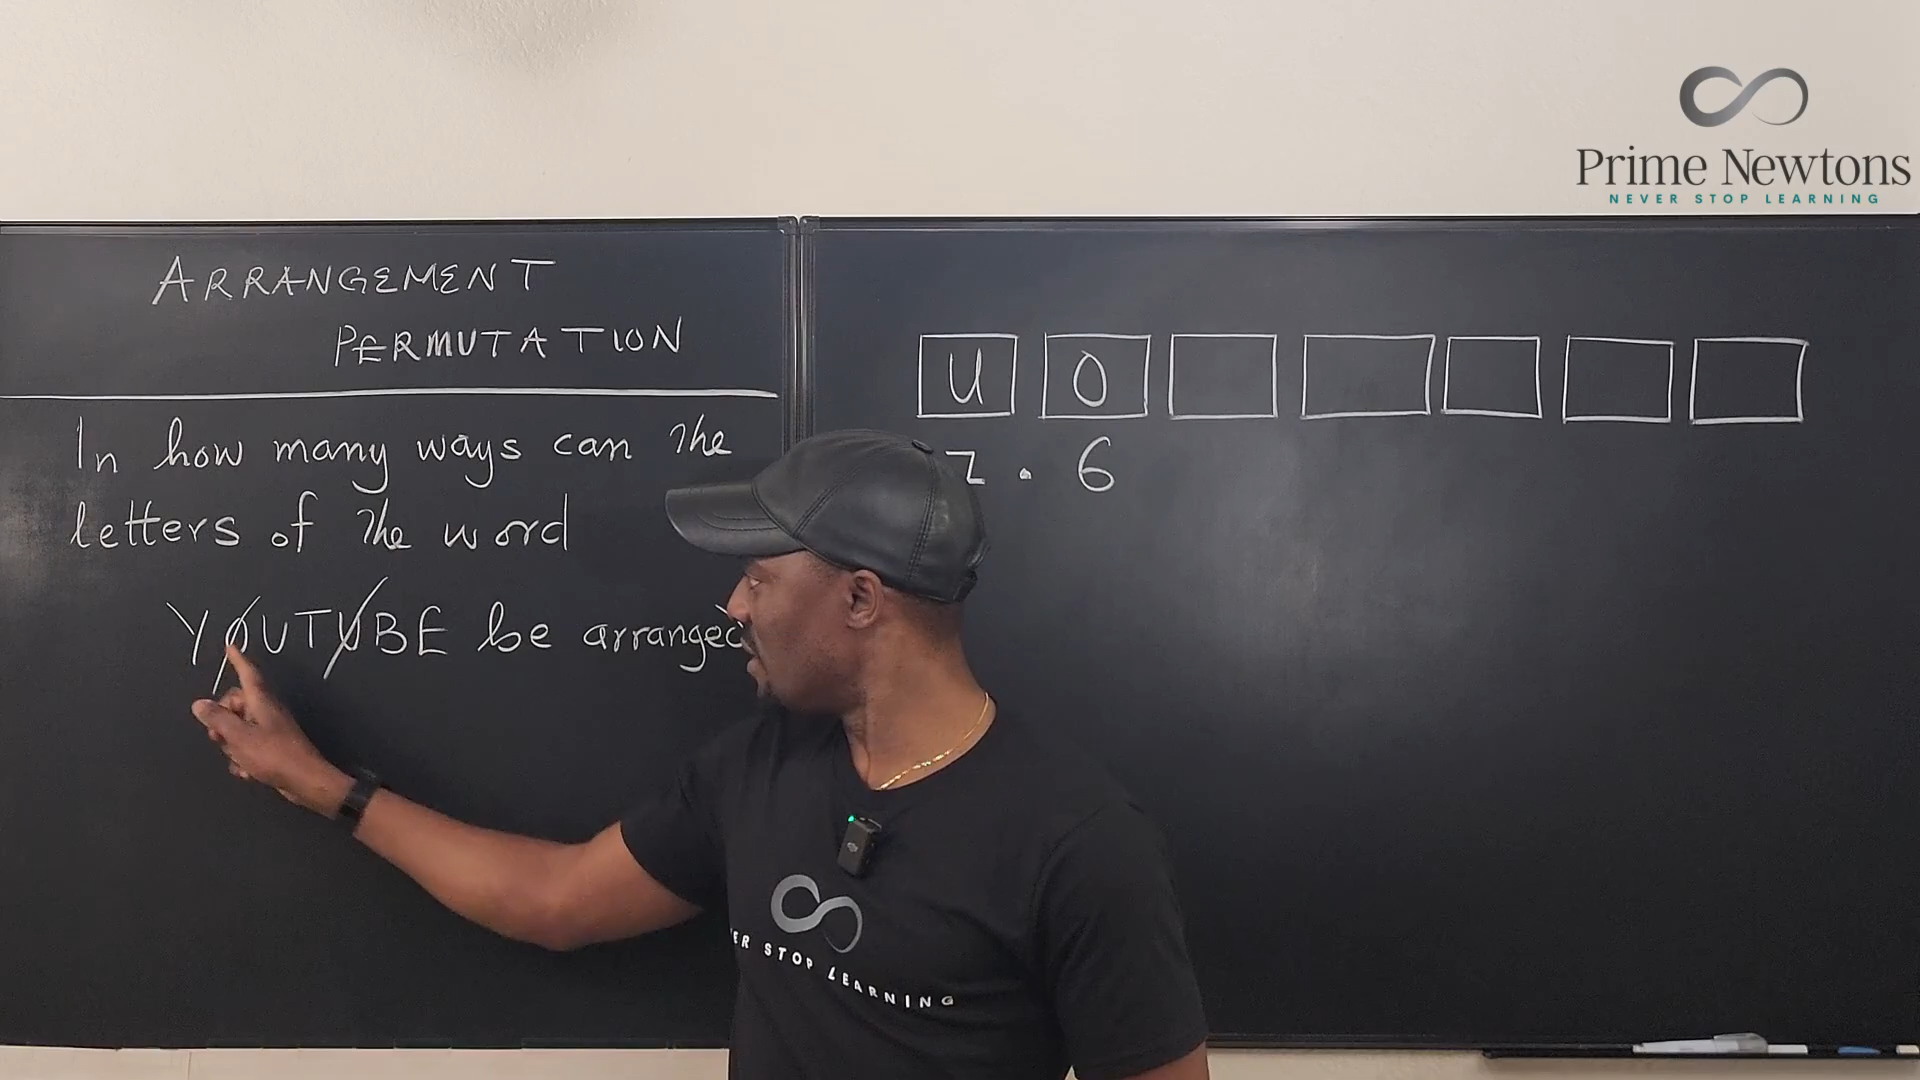 Prime Newtons
NEVER STOP LEARNING
ARRANGEMENT
PERMUTATION
In how many ways can the
letters of the word
YOUTUBE be arranged
U O
7 . 6
STOP LEARNING